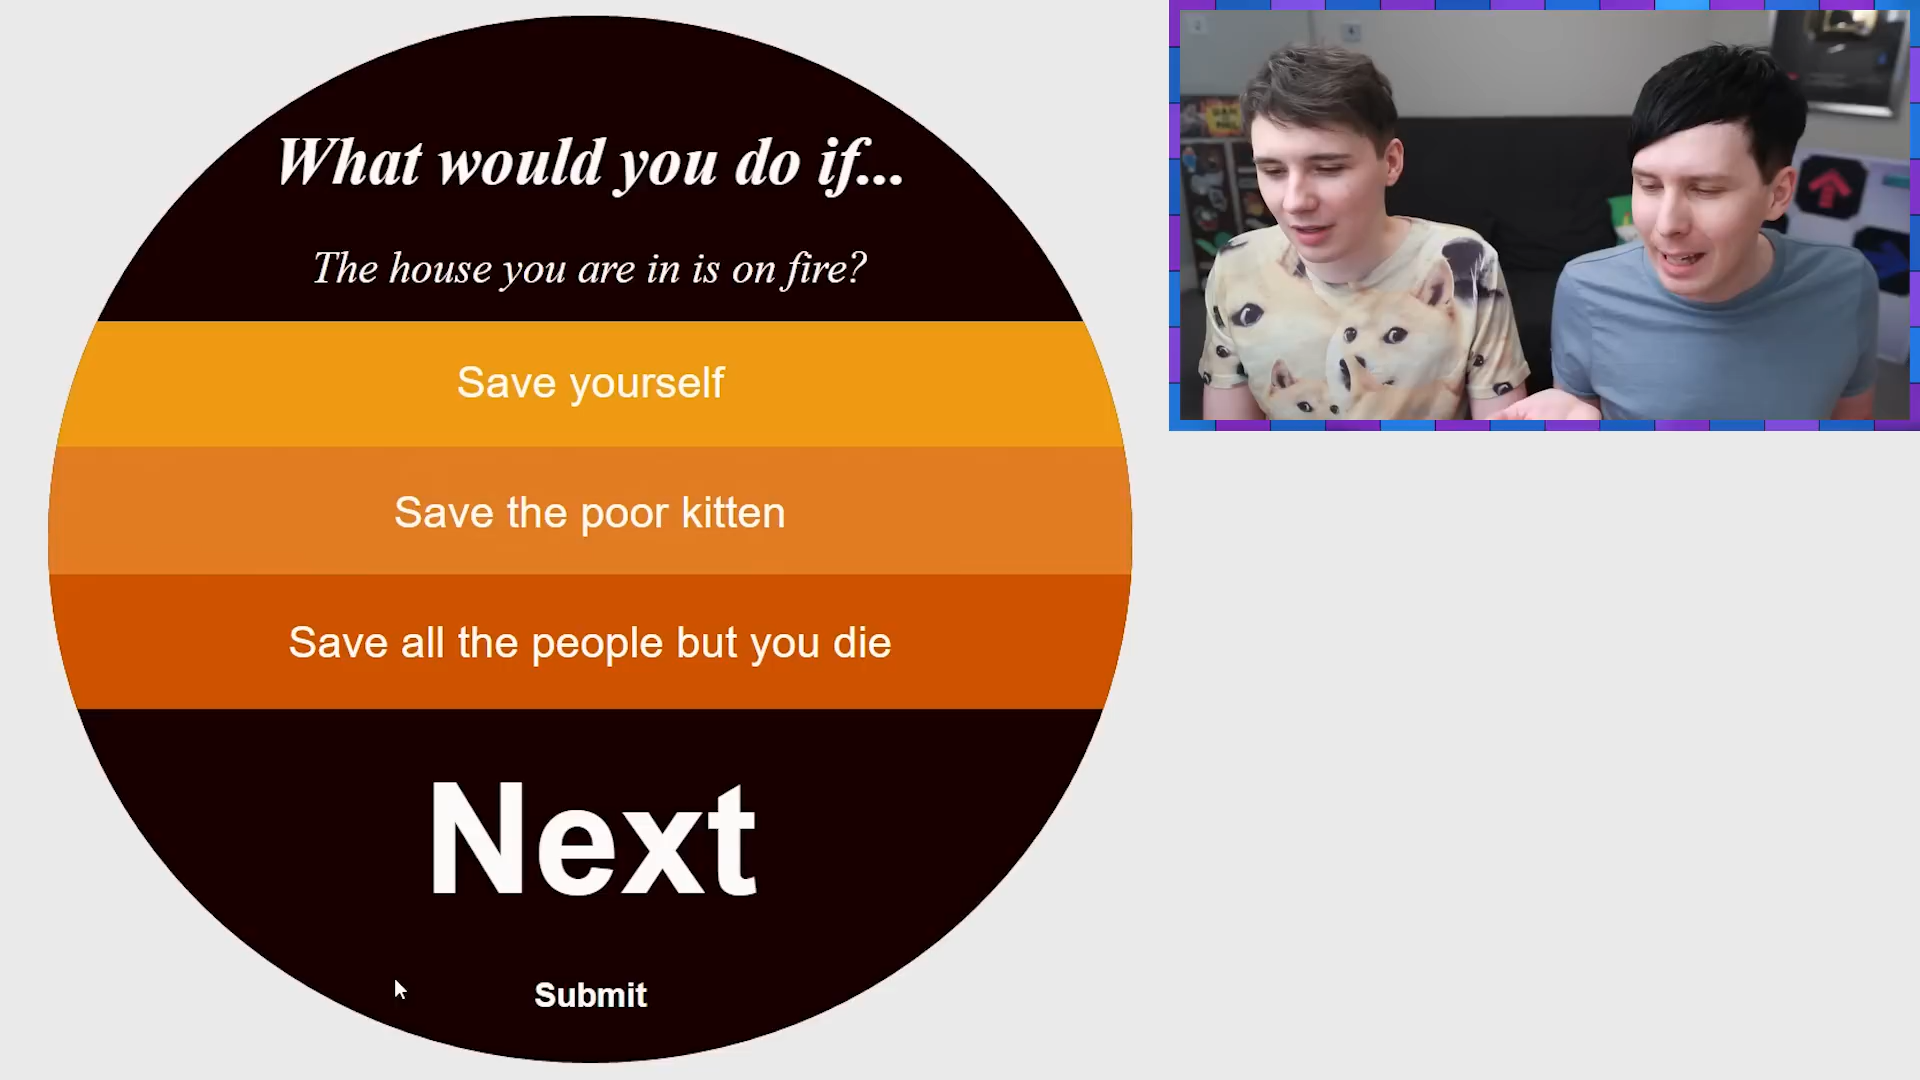 What would you do if...
The house you are in is on fire?
Save yourself
Save the poor kitten
Save all the people but you die
Next
Submit